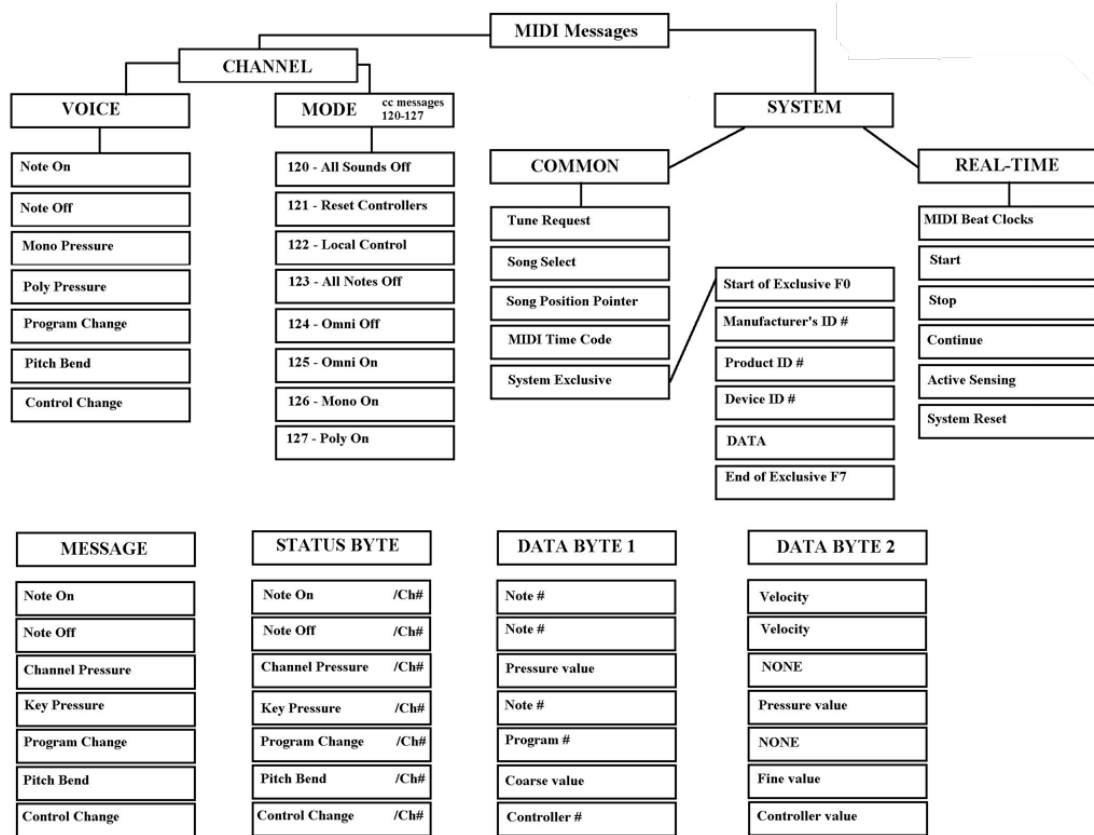 MIDI Messages
CHANNEL
VOICE
MODE
cc messages
120-127
SYSTEM
COMMON
REAL-TIME
Note On
Note Off
Mono Pressure
Poly Pressure
Program Change
Pitch Bend
Control Change
120 - All Sounds Off
121 - Reset Controllers
122 - Local Control
123 - All Notes Off
124 - Omni Off
125 - Omni On
126 - Mono On
127 - Poly On
Tune Request
Song Select
Song Position Pointer
MIDI Time Code
System Exclusive
Start of Exclusive F0
Manufacturer's ID #
Product ID #
Device ID #
DATA
End of Exclusive F7
MIDI Beat Clocks
Start
Stop
Continue
Active Sensing
System Reset
MESSAGE STATUS BYTE DATA BYTE 1 DATA BYTE 2
Note On Note On /Ch# Note # Velocity
Note Off Note Off /Ch# Note # Velocity
Channel Pressure Channel Pressure /Ch# Pressure value NONE
Key Pressure Key Pressure /Ch# Note # Pressure value
Program Change Program Change /Ch# Program # NONE
Pitch Bend Pitch Bend /Ch# Coarse value Fine value
Control Change Control Change /Ch# Controller # Controller value